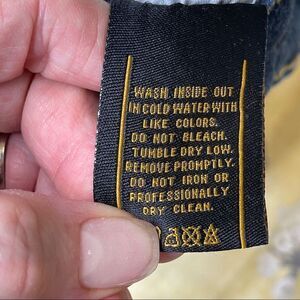 WASH INSIDE OUT
IN COLD WATER WITH
LIKE COLORS.
DO NOT BLEACH.
TUMBLE DRY LOW.
REMOVE PROMPTLY.
DO NOT IRON OR
PROFESSIONALLY
DRY CLEAN.